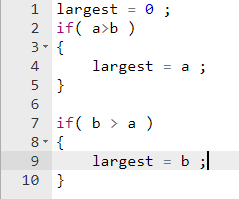 1 largest = 0 ;
2 if( a>b )
3 {
4     largest = a ;
5 }
6
7 if( b > a )
8 {
9     largest = b ;
10 }